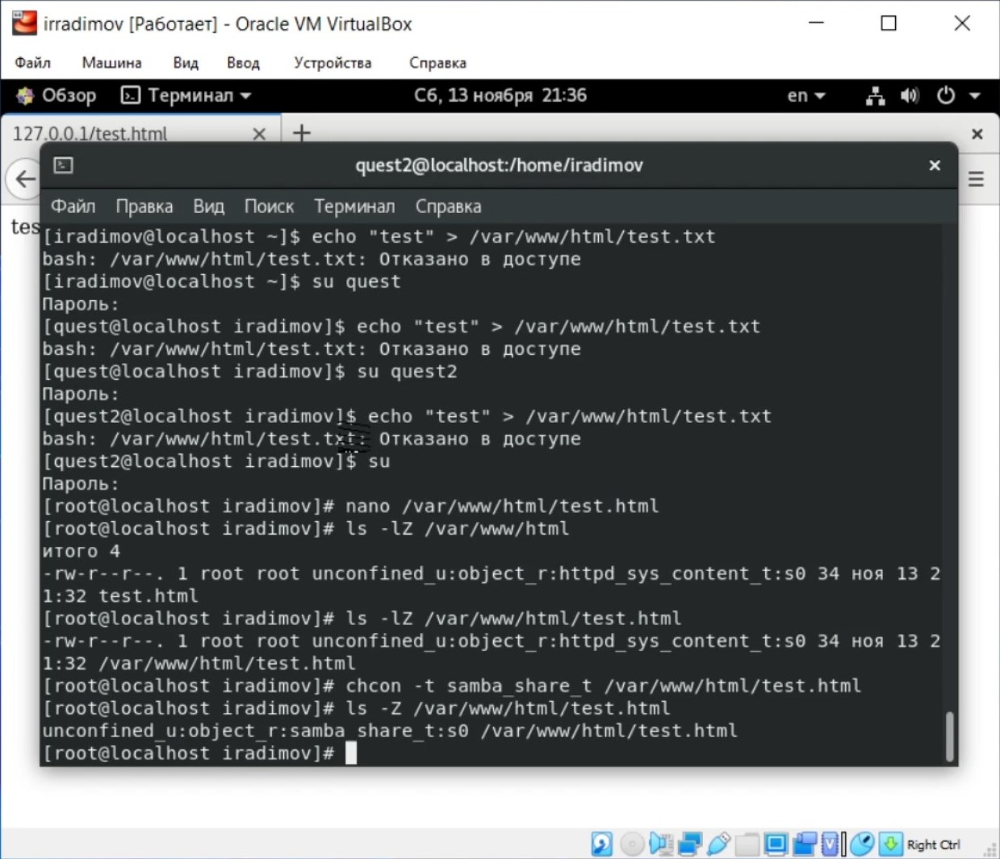 irradimov [Работает] - Oracle VM VirtualBox
Файл Машина Вид Ввод Устройства Справка
Обзор Терминал Сб, 13 ноября 21:36 en
127.0.0.1/test.html
quest2@localhost:/home/iradimov
Файл Правка Вид Поиск Терминал Справка
tes
[iradimov@localhost ~]$ echo "test" > /var/www/html/test.txt
bash: /var/www/html/test.txt: Отказано в доступе
[iradimov@localhost ~]$ su quest
Пароль:
[quest@localhost iradimov]$ echo "test" > /var/www/html/test.txt
bash: /var/www/html/test.txt: Отказано в доступе
[quest@localhost iradimov]$ su quest2
Пароль:
[quest2@localhost iradimov]$ echo "test" > /var/www/html/test.txt
bash: /var/www/html/test.txt: Отказано в доступе
[quest2@localhost iradimov]$ su
Пароль:
[root@localhost iradimov]# nano /var/www/html/test.html
[root@localhost iradimov]# ls -lZ /var/www/html
итого 4
-rw-r--r--. 1 root root unconfined_u:object_r:httpd_sys_content_t:s0 34 ноя 13 2
1:32 test.html
[root@localhost iradimov]# ls -lZ /var/www/html/test.html
-rw-r--r--. 1 root root unconfined_u:object_r:httpd_sys_content_t:s0 34 ноя 13 2
1:32 /var/www/html/test.html
[root@localhost iradimov]# chcon -t samba_share_t /var/www/html/test.html
[root@localhost iradimov]# ls -Z /var/www/html/test.html
unconfined_u:object_r:samba_share_t:s0 /var/www/html/test.html
[root@localhost iradimov]#
Right Ctrl